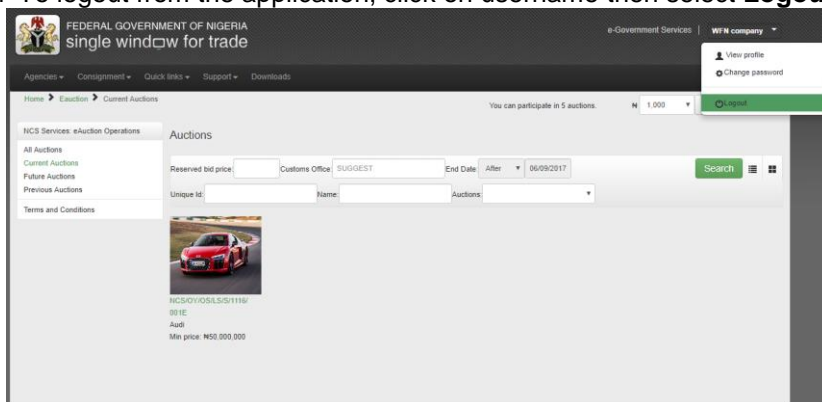 To logout from the application, click on username then select Logou
FEDERAL GOVERNMENT OF NIGERIA
single window for trade
e-Government Services | WFN company
View profile
Change password
Logout
Agencies Consignment Quick links Support Downloads
Home > Eauction > Current Auctions
You can participate in 5 auctions.
₦ 1,000
NCS Services: eAuction Operations
All Auctions
Current Auctions
Future Auctions
Previous Auctions
Terms and Conditions
Auctions
Reserved bid price: Customs Office: SUGGEST End Date: After 06/09/2017 Search
Unique Id: Name: Auctions:
NCS/OY/OS/LS/S/1116/
001E
Audi
Min price: ₦50,000,000